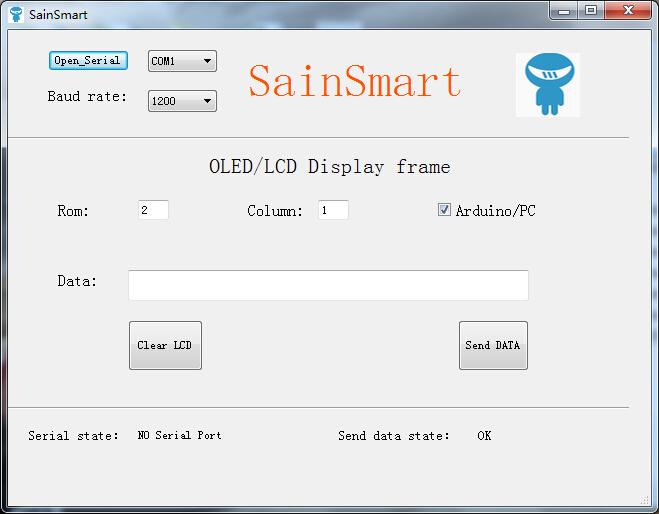 SainSmart
Open_Serial COM1
Baud rate: 1200
SainSmart
OLED/LCD Display frame
Rom: 2 Column: 1 Arduino/PC
Data:
Clear LCD Send DATA
Serial state: NO Serial Port Send data state: OK